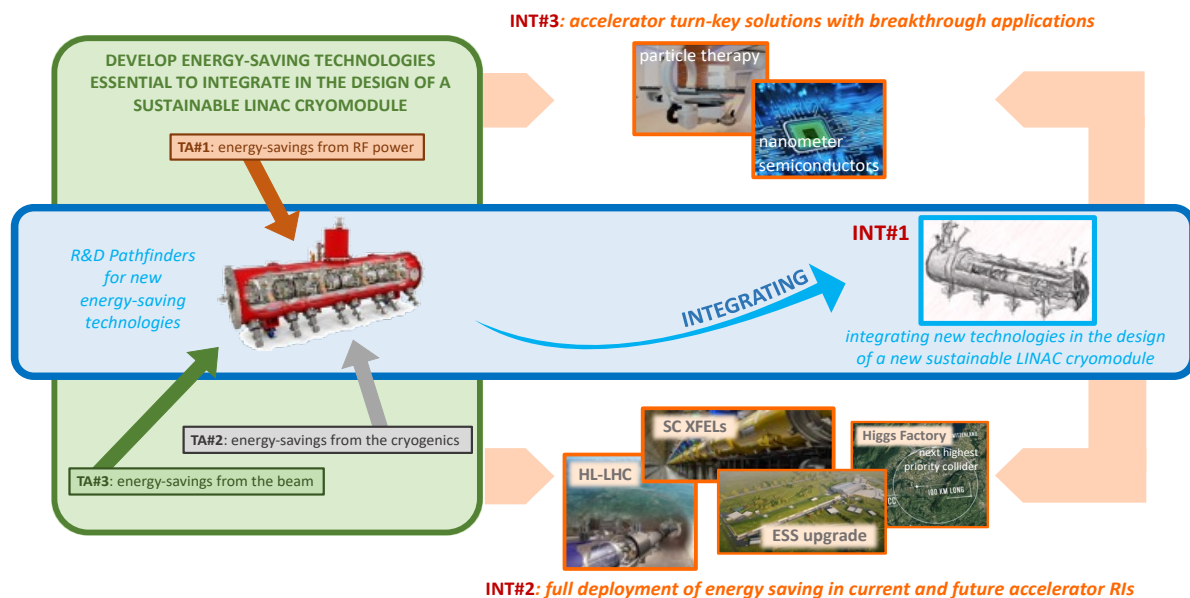 INT#3: accelerator turn-key solutions with breakthrough applications
DEVELOP ENERGY-SAVING TECHNOLOGIES
ESSENTIAL TO INTEGRATE IN THE DESIGN OF A
SUSTAINABLE LINAC CRYOMODULE
particle therapy
nanometer
semiconductors
TA#1: energy-savings from RF power
R&D Pathfinders
for new
energy-saving
technologies
INTEGRATING
INT#1
integrating new technologies in the design
of a new sustainable LINAC cryomodule
TA#2: energy-savings from the cryogenics
TA#3: energy-savings from the beam
SC XFELs
HL-LHC
ESS upgrade
Higgs Factory
next highest
priority collider
100 KM LONG
INT#2: full deployment of energy saving in current and future accelerator RIs